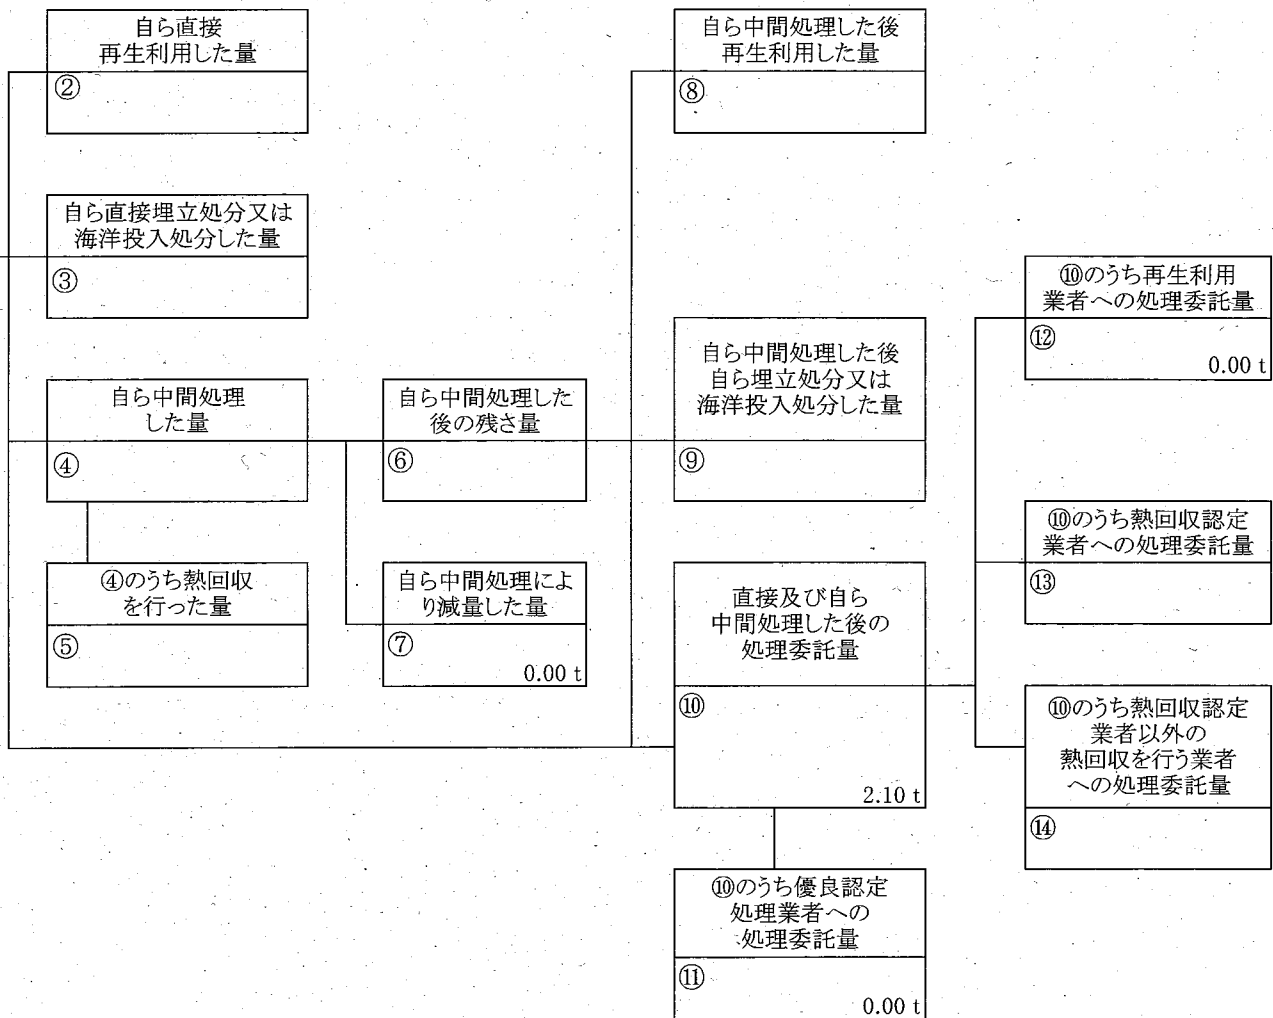 自ら直接
再生利用した量
②
自ら直接埋立処分又は
海洋投入処分した量
③
自ら中間処理
した量
④
④のうち熱回収
を行った量
⑤
自ら中間処理した
後の残さ量
⑥
自ら中間処理によ
り減量した量
⑦
0.00 t
自ら中間処理した後
再生利用した量
⑧
自ら中間処理した後
自ら埋立処分又は
海洋投入処分した量
⑨
直接及び自ら
中間処理した後の
処理委託量
⑩
2.10 t
⑩のうち優良認定
処理業者への
処理委託量
⑪
0.00 t
⑩のうち再生利用
業者への処理委託量
⑫
0.00 t
⑩のうち熱回収認定
業者への処理委託量
⑬
⑩のうち熱回収認定
業者以外の
熱回収を行う業者
への処理委託量
⑭